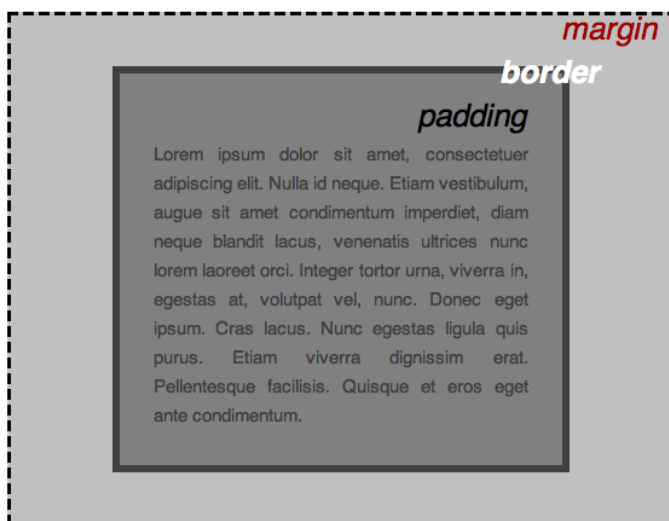 margin
border
padding
Lorem ipsum dolor sit amet, consectetuer
adipiscing elit. Nulla id neque. Etiam vestibulum,
augue sit amet condimentum imperdiet, diam
neque blandit lacus, venenatis ultrices nunc
lorem laoreet orci. Integer tortor urna, viverra in,
egestas at, volutpat vel, nunc. Donec eget
ipsum. Cras lacus. Nunc egestas ligula quis
purus. Etiam viverra dignissim erat.
Pellentesque facilisis. Quisque et eros eget
ante condimentum.